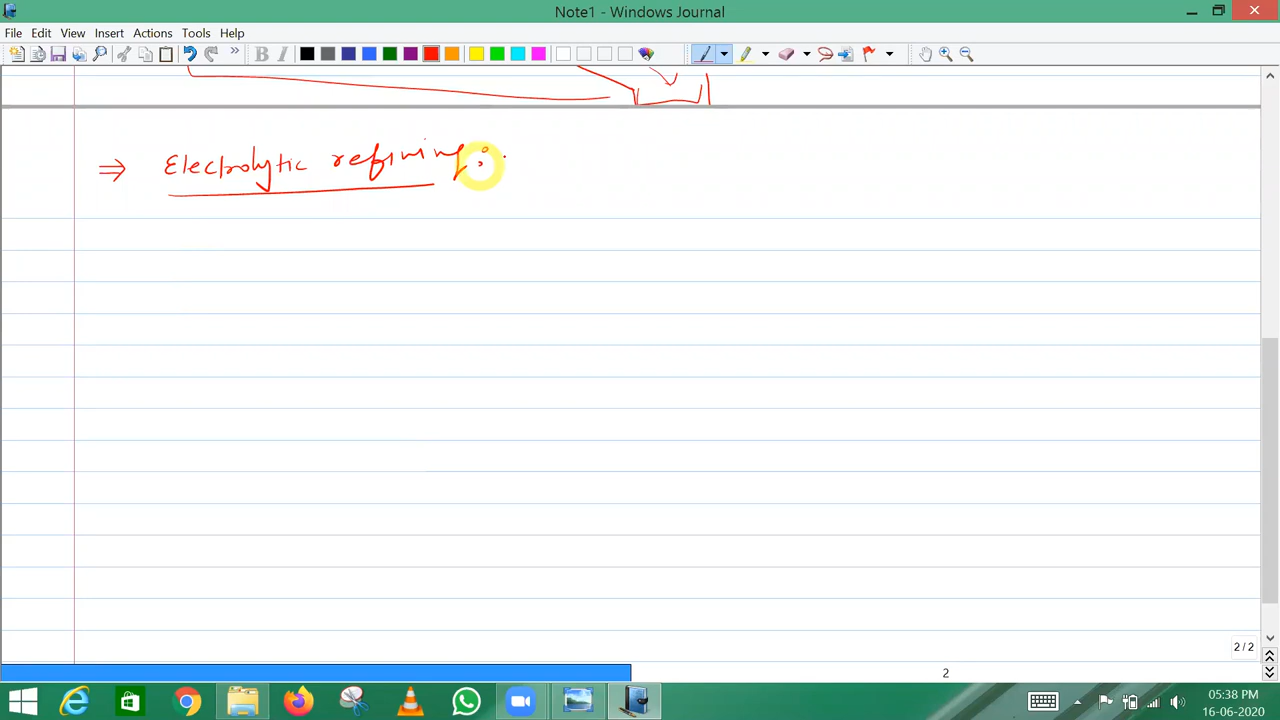 Note1 - Windows Journal
File Edit View Insert Actions Tools Help
B I
⇒ Electrolytic refining :
2 / 2
2
05:38 PM
16-06-2020